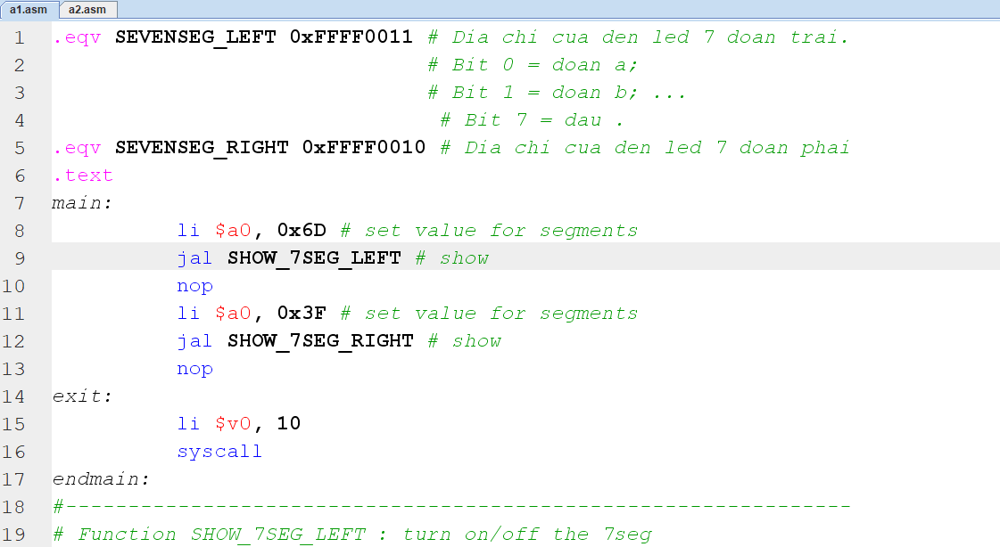 a1.asm a2.asm
1 .eqv SEVENSEG_LEFT 0xFFFF0011 # Dia chi cua den led 7 doan trai.
2 # Bit 0 = doan a;
3 # Bit 1 = doan b; ...
4 # Bit 7 = dau .
5 .eqv SEVENSEG_RIGHT 0xFFFF0010 # Dia chi cua den led 7 doan phai
6 .text
7 main:
8 li $a0, 0x6D # set value for segments
9 jal SHOW_7SEG_LEFT # show
10 nop
11 li $a0, 0x3F # set value for segments
12 jal SHOW_7SEG_RIGHT # show
13 nop
14 exit:
15 li $v0, 10
16 syscall
17 endmain:
18 #---------------------------------------------------------------
19 # Function SHOW_7SEG_LEFT : turn on/off the 7seg